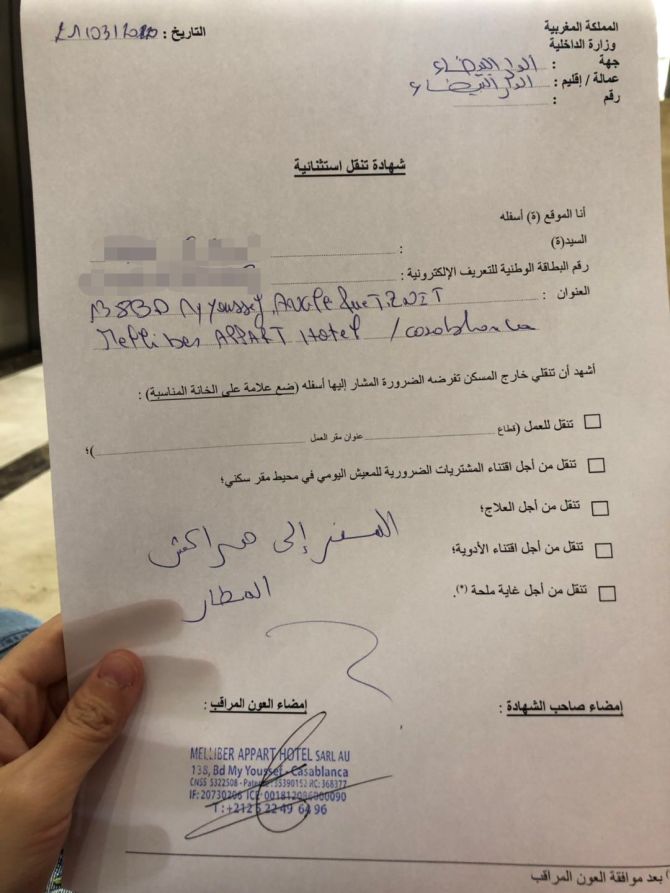 المملكة المغربية
وزارة الداخلية
جهة : الدار البيضاء
عمالة / إقليم : الدار البيضاء
رقم :
التاريخ : 21/03/2020
شهادة تنقل استثنائية
أنا الموقع (ة) أسفله
السيد(ة) :
رقم البطاقة الوطنية للتعريف الإلكترونية :
العنوان : 138 BD My Youssef, Angle Rue TIZNIT
Melliber APPART Hotel / Casablanca
أشهد أن تنقلي خارج المسكن تفرضه الضرورة المشار إليها أسفله (ضع علامة على الخانة المناسبة) :
تنقل للعمل (قطاع عنوان مقر العمل )؛
تنقل من أجل اقتناء المشتريات الضرورية للمعيش اليومي في محيط مقر سكني؛
تنقل من أجل العلاج؛
تنقل من أجل اقتناء الأدوية؛
تنقل من أجل غاية ملحة (*).
السفر إلى مراكش
المطار
إمضاء صاحب الشهادة :
إمضاء العون المراقب :
MELLIBER APPART HOTEL SARL AU
138, Bd My Youssef - Casablanca
CNSS 5322508 - Patente 33390152 RC: 368377
IF: 20730206 ICE
T : +212 5 22 49 64 96
بعد موافقة العون المراقب